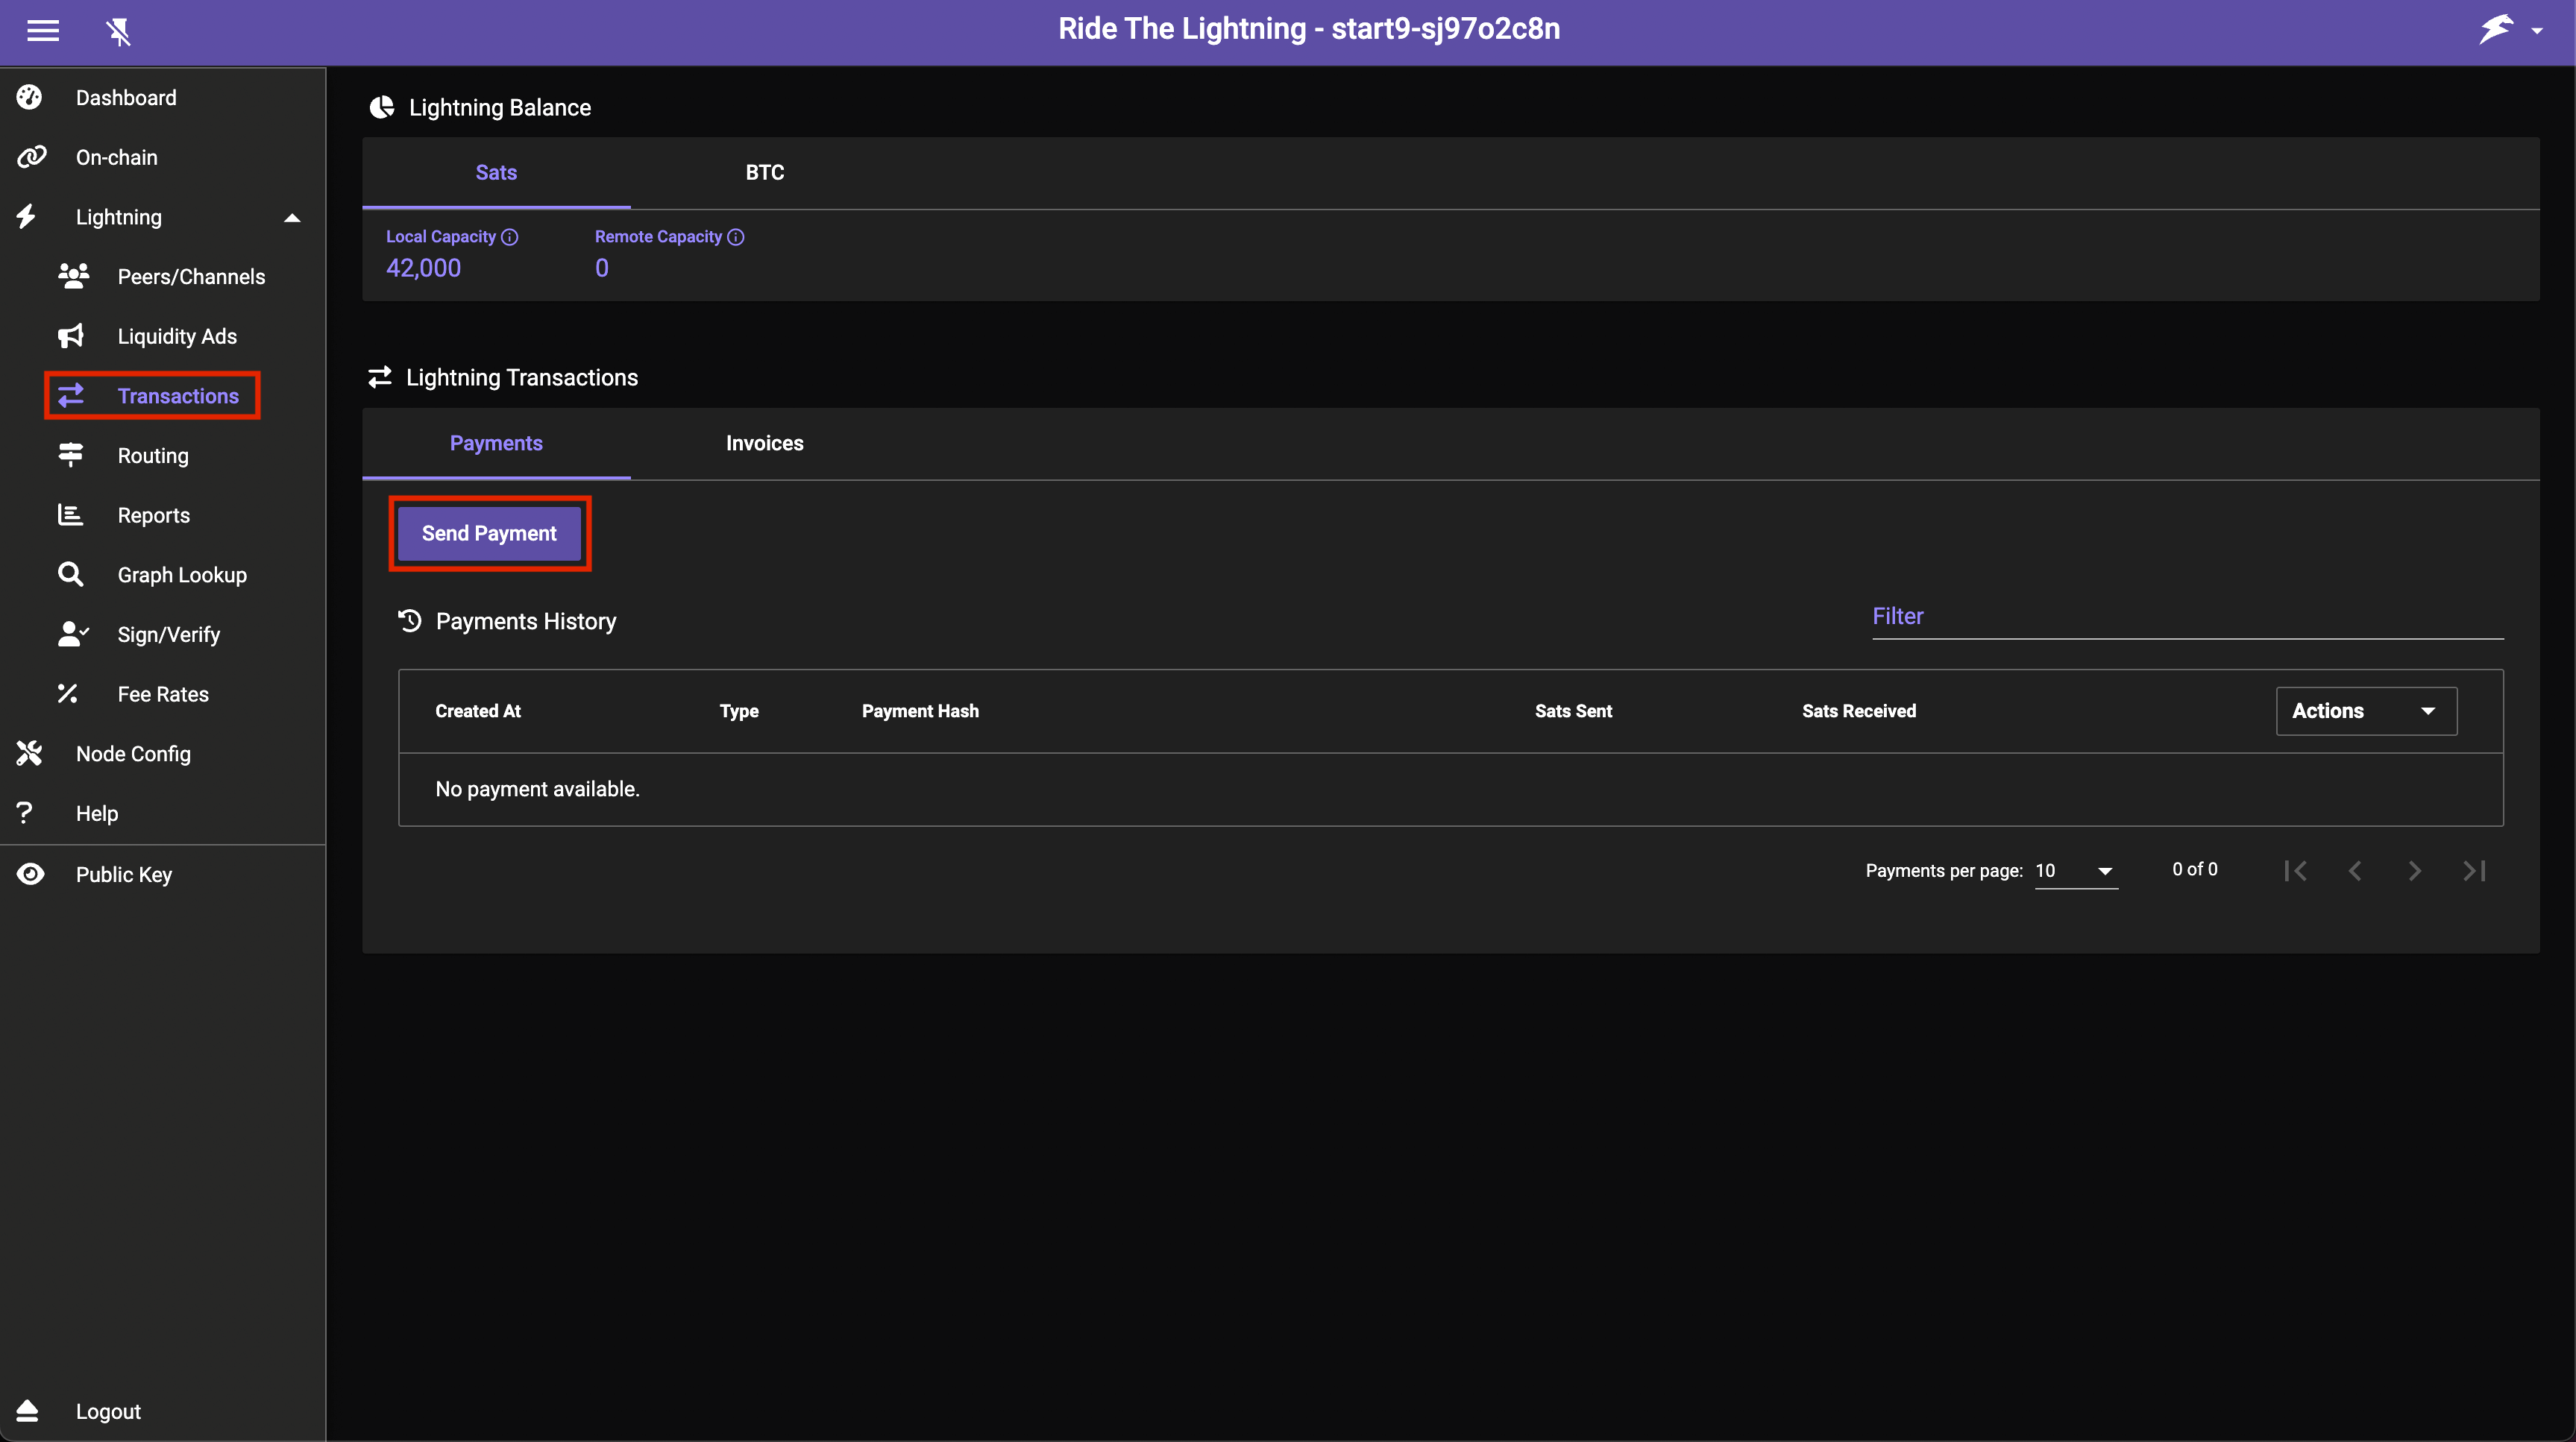 Ride The Lightning - start9-sj97o2c8n
Dashboard
On-chain
Lightning
Peers/Channels
Liquidity Ads
Transactions
Routing
Reports
Graph Lookup
Sign/Verify
Fee Rates
Node Config
Help
Public Key
Logout
Lightning Balance
Sats BTC
Local Capacity Remote Capacity
42,000 0
Lightning Transactions
Payments Invoices
Send Payment
Payments History Filter
Created At Type Payment Hash Sats Sent Sats Received Actions
No payment available.
Payments per page: 10 0 of 0